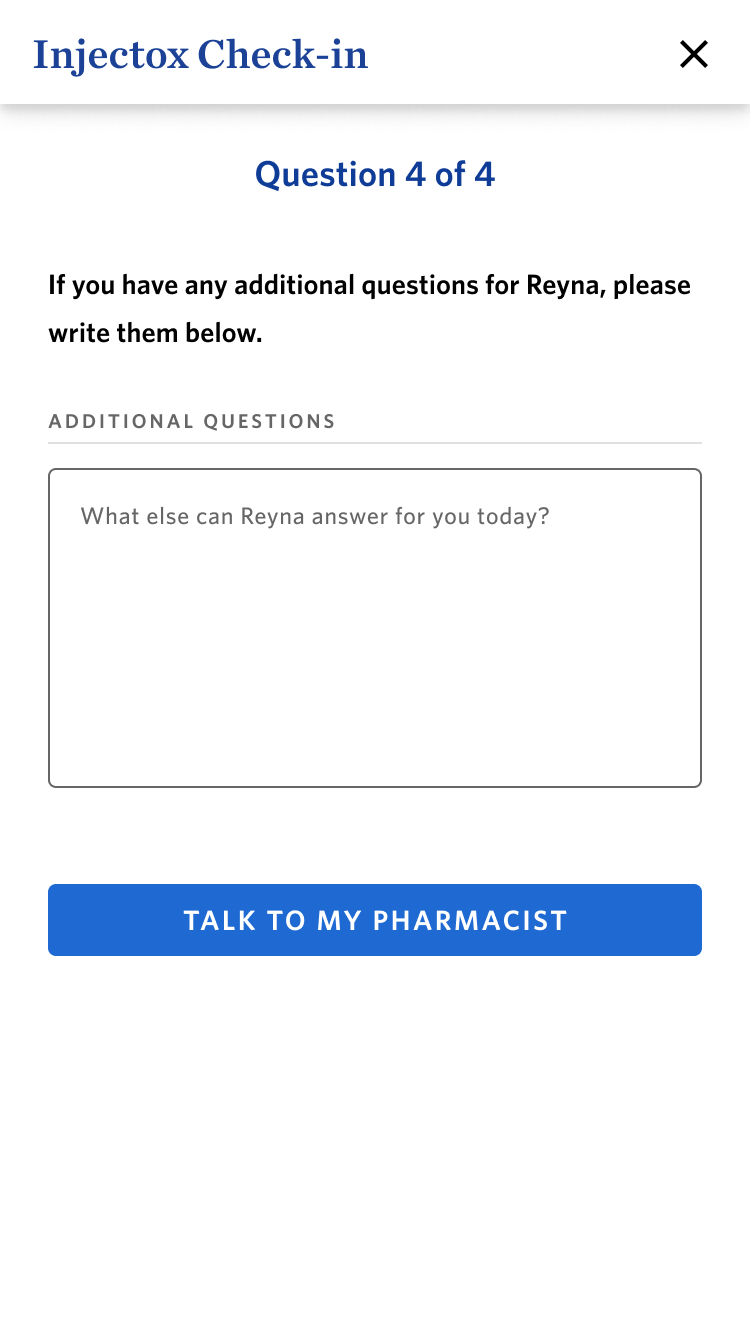 Injectox Check-in
Question 4 of 4
If you have any additional questions for Reyna, please
write them below.
ADDITIONAL QUESTIONS
What else can Reyna answer for you today?
TALK TO MY PHARMACIST